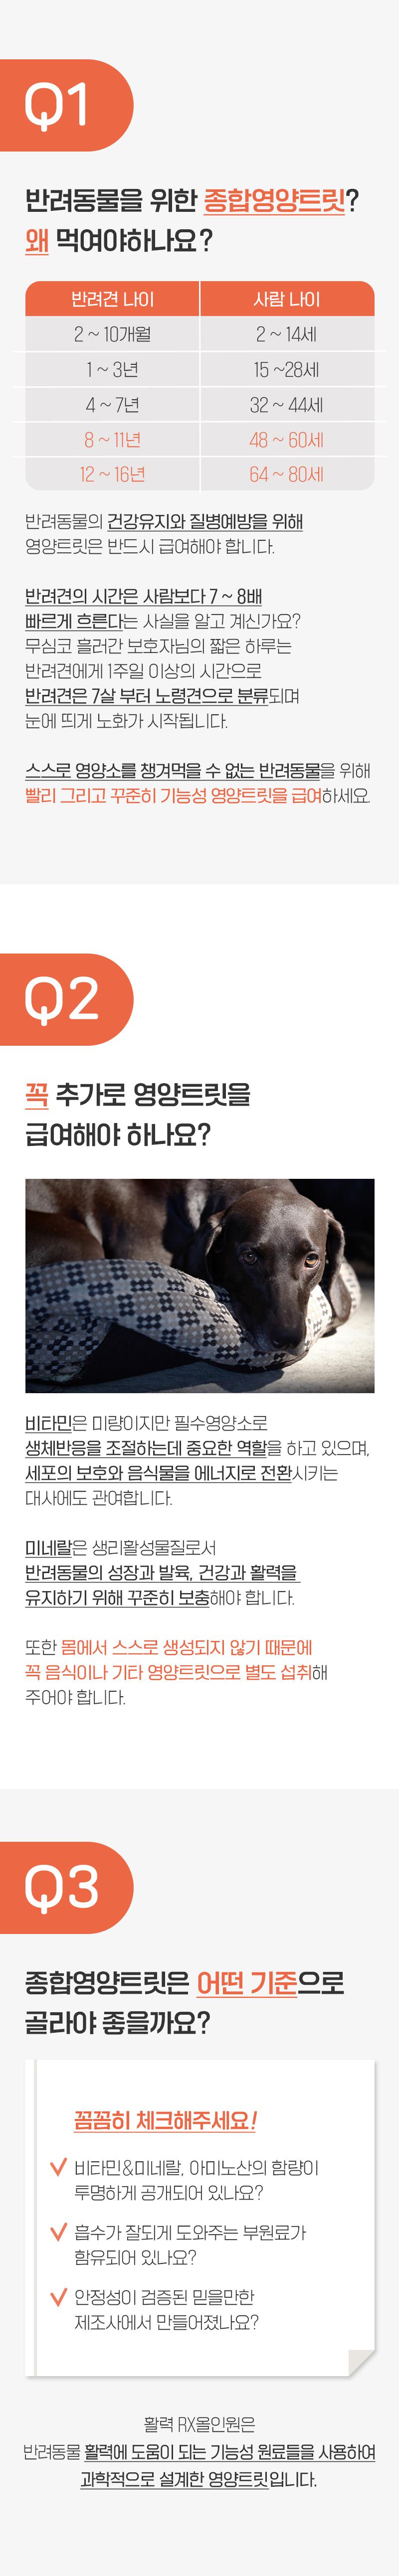 Q1
반려동물을 위한 종합영양트릿?
왜 먹여야하나요?
반려견 나이 사람 나이
2 ~ 10개월 2 ~ 14세
1 ~ 3년 15 ~28세
4 ~ 7년 32 ~ 44세
8 ~ 11년 48 ~ 60세
12 ~ 16년 64 ~ 80세
반려동물의 건강유지와 질병예방을 위해
영양트릿은 반드시 급여해야 합니다.
반려견의 시간은 사람보다 7 ~ 8배
빠르게 흐른다는 사실을 알고 계신가요?
무심코 흘러간 보호자님의 짧은 하루는
반려견에게 1주일 이상의 시간으로
반려견은 7살 부터 노령견으로 분류되며
눈에 띄게 노화가 시작됩니다.
스스로 영양소를 챙겨먹을 수 없는 반려동물을 위해
빨리 그리고 꾸준히 기능성 영양트릿을 급여하세요.
Q2
꼭 추가로 영양트릿을
급여해야 하나요?
비타민은 미량이지만 필수영양소로
생체반응을 조절하는데 중요한 역할을 하고 있으며,
세포의 보호와 음식물을 에너지로 전환시키는
대사에도 관여합니다.
미네랄은 생리활성물질로서
반려동물의 성장과 발육, 건강과 활력을
유지하기 위해 꾸준히 보충해야 합니다.
또한 몸에서 스스로 생성되지 않기 때문에
꼭 음식이나 기타 영양트릿으로 별도 섭취해
주어야 합니다.
Q3
종합영양트릿은 어떤 기준으로
골라야 좋을까요?
꼼꼼히 체크해주세요!
비타민&미네랄, 아미노산의 함량이
투명하게 공개되어 있나요?
흡수가 잘되게 도와주는 부원료가
함유되어 있나요?
안정성이 검증된 믿을만한
제조사에서 만들어졌나요?
활력 RX올인원은
반려동물 활력에 도움이 되는 기능성 원료들을 사용하여
과학적으로 설계한 영양트릿입니다.